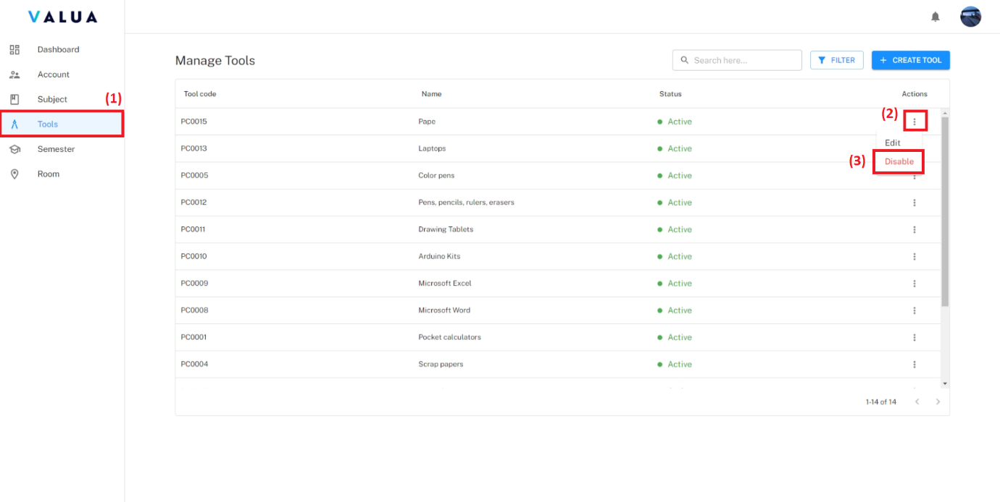 VALUA
Dashboard
Account
Subject
(1)
Tools
Semester
Room
Manage Tools
Search here...
FILTER
+ CREATE TOOL
Tool code Name Status Actions
PC0015 Pape Active
(2)
Edit
(3) Disable
PC0013 Laptops Active
PC0005 Color pens Active
PC0012 Pens, pencils, rulers, erasers Active
PC0011 Drawing Tablets Active
PC0010 Arduino Kits Active
PC0009 Microsoft Excel Active
PC0008 Microsoft Word Active
PC0001 Pocket calculators Active
PC0004 Scrap papers Active
1-14 of 14